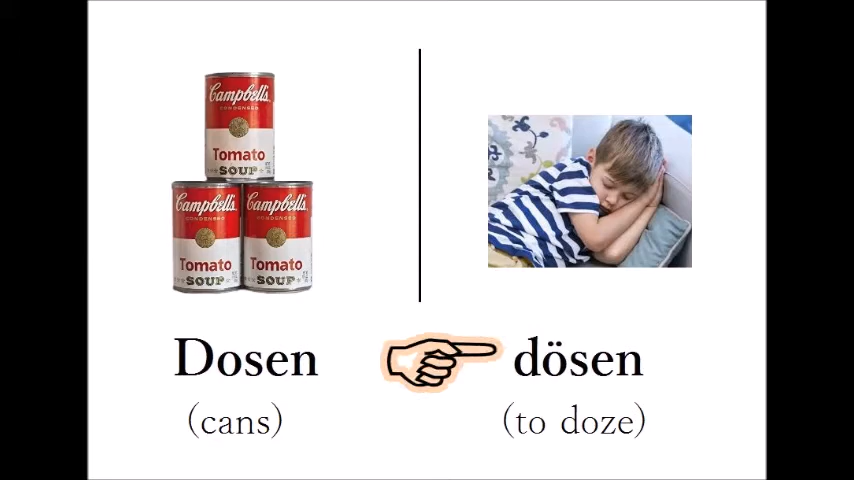 Campbell's
CONDENSED
Tomato
SOUP
Campbell's
CONDENSED
Tomato
SOUP
Campbell's
CONDENSED
Tomato
SOUP
Dosen
dösen
(cans)
(to doze)